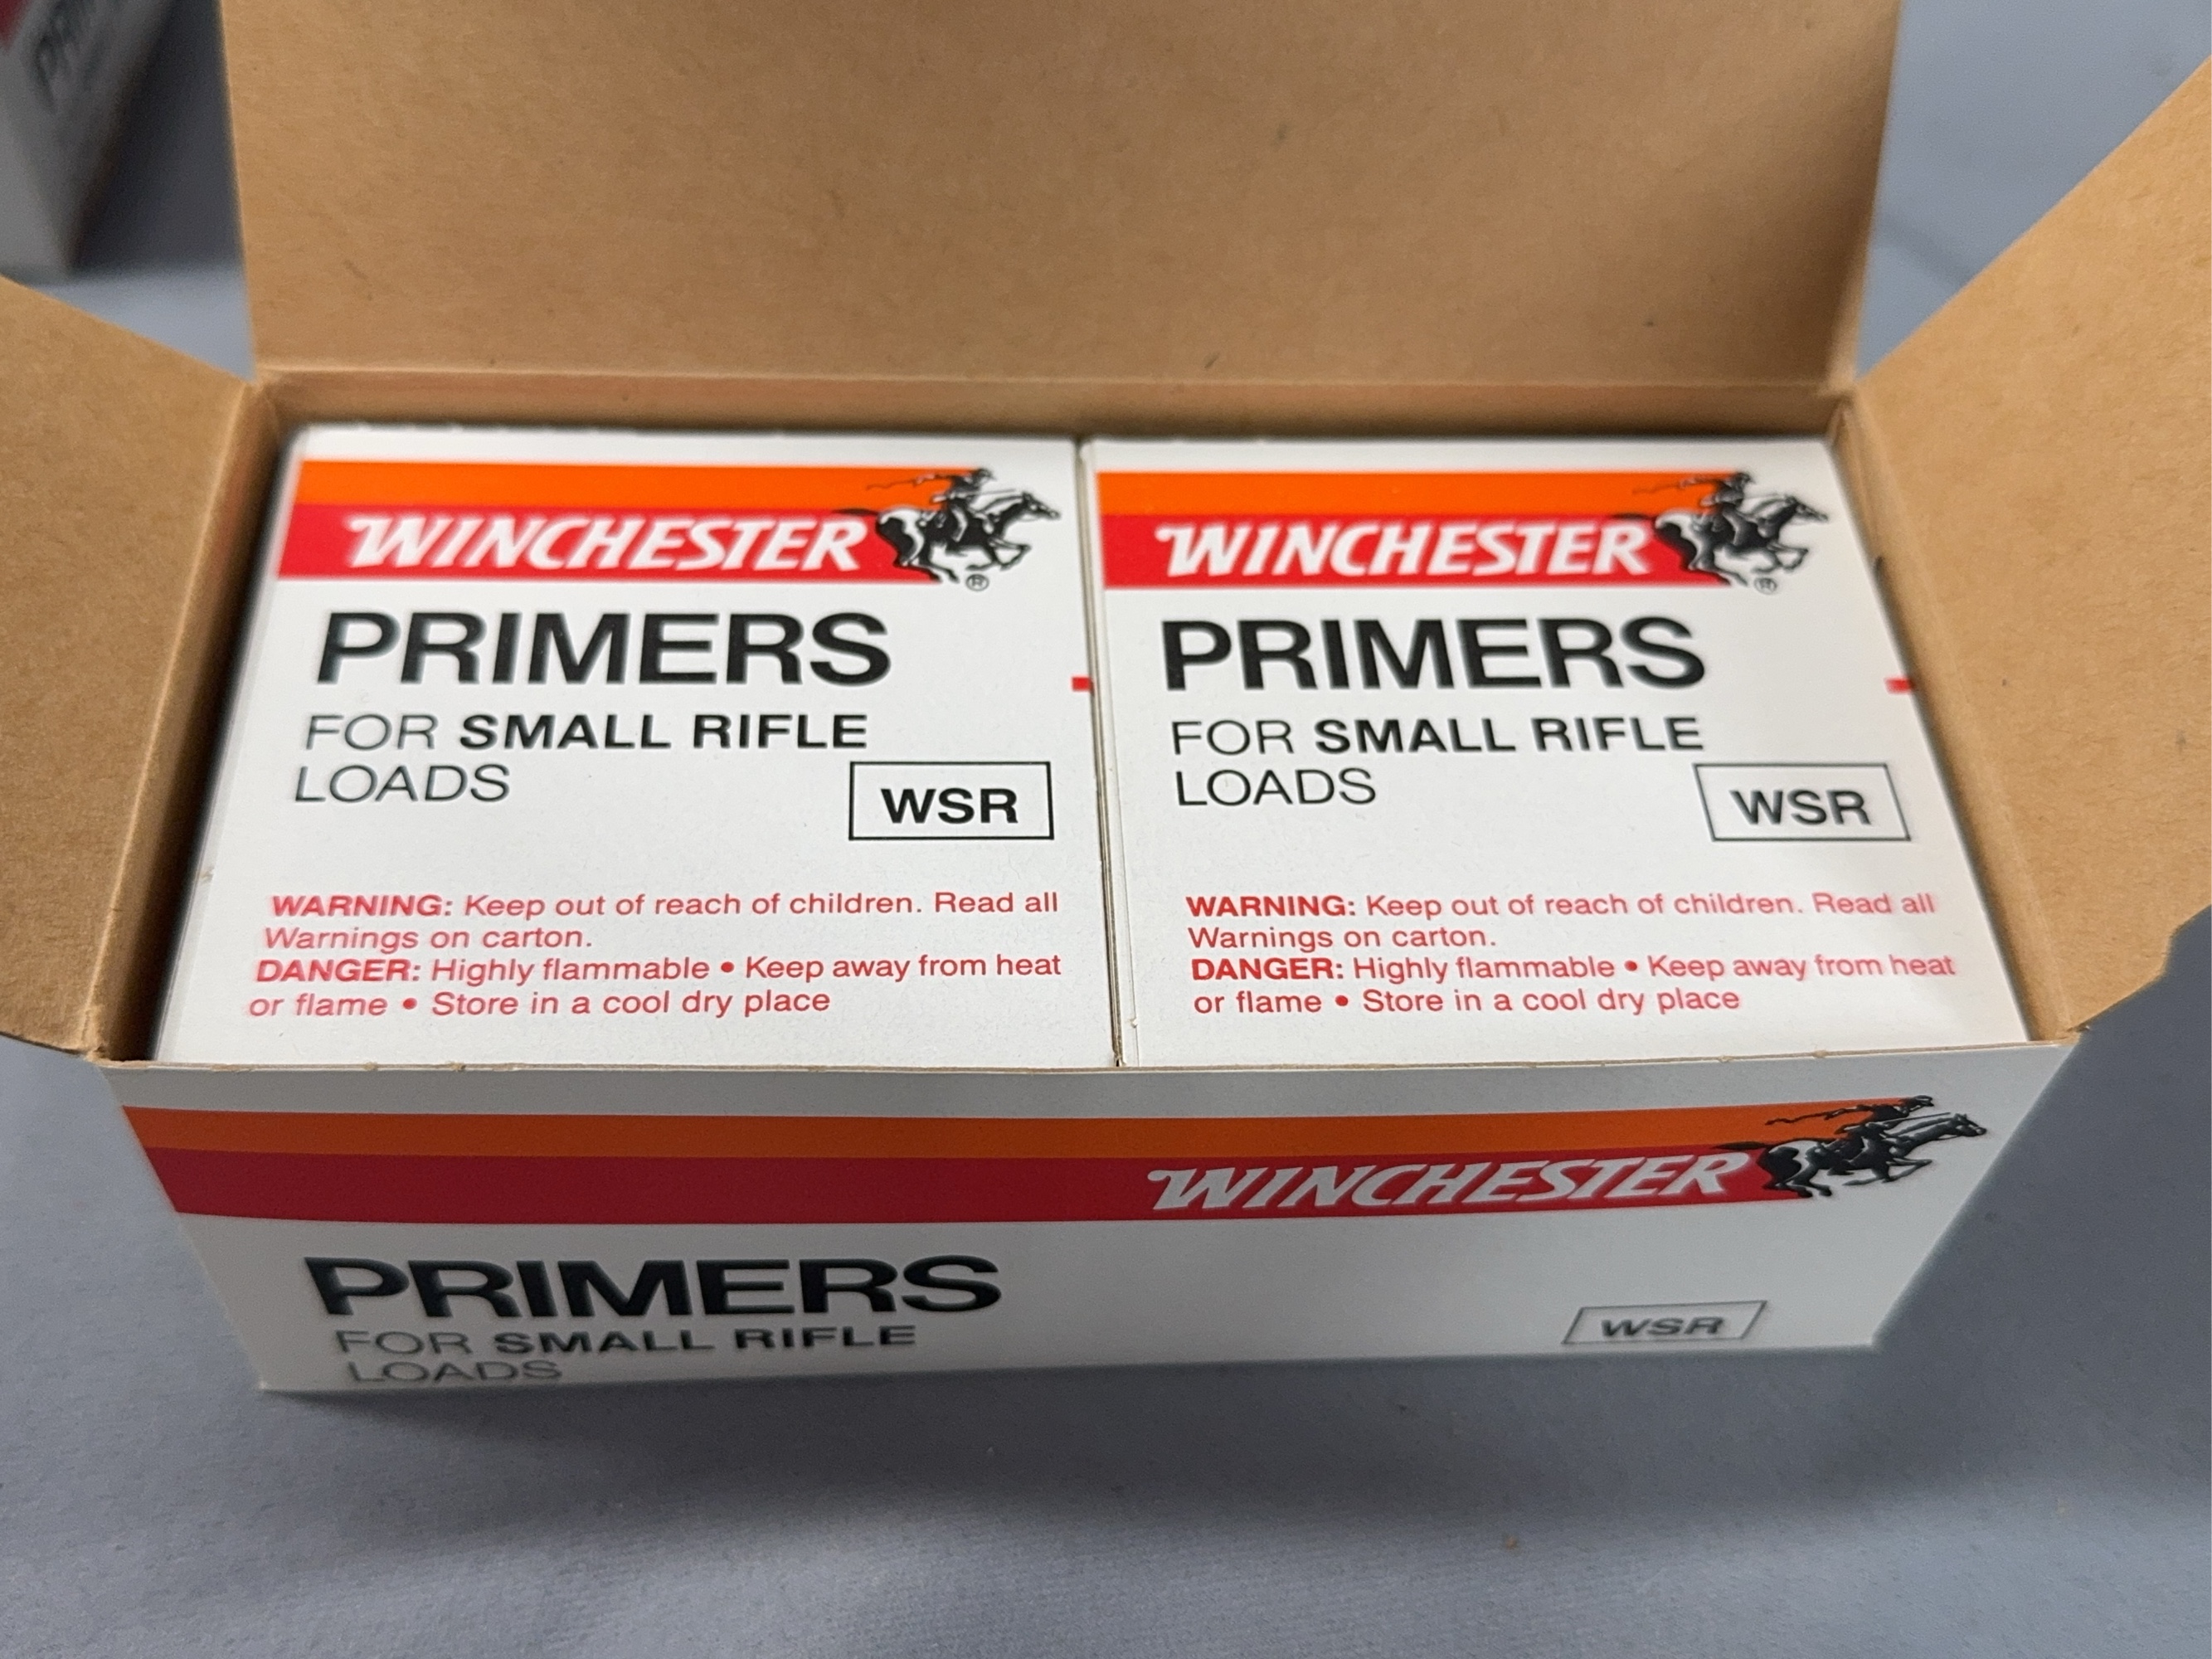 WINCHESTER
®
PRIMERS
FOR SMALL RIFLE
LOADS
WSR
WARNING: Keep out of reach of children. Read all
Warnings on carton.
DANGER: Highly flammable • Keep away from heat
or flame • Store in a cool dry place
WINCHESTER
®
PRIMERS
FOR SMALL RIFLE
LOADS
WSR
WARNING: Keep out of reach of children. Read all
Warnings on carton.
DANGER: Highly flammable • Keep away from heat
or flame • Store in a cool dry place
WINCHESTER
PRIMERS
FOR SMALL RIFLE
LOADS
WSR